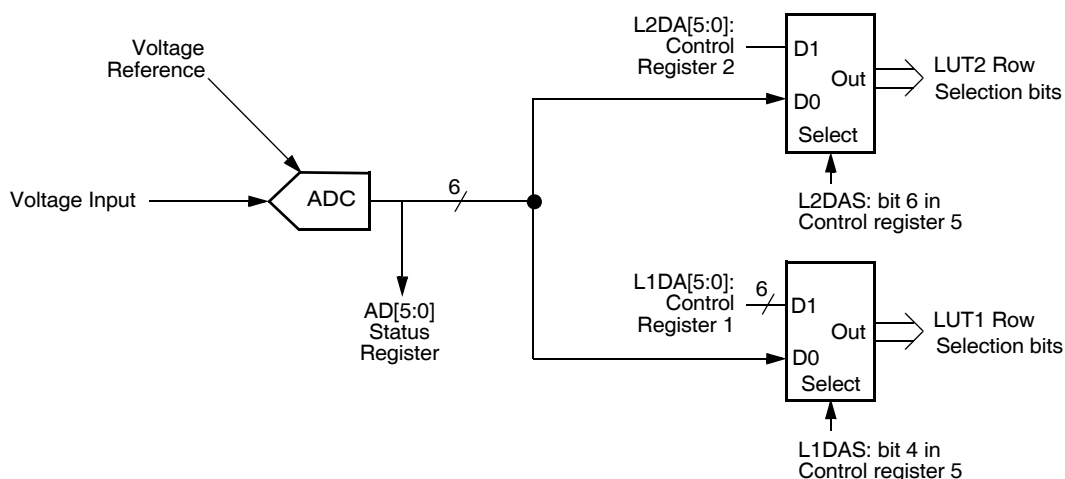 L2DA[5:0]:
Control
Register 2
D1
Out
D0
Select
LUT2 Row
Selection bits
L2DAS: bit 6 in
Control register 5
Voltage
Reference
Voltage Input
ADC
6
AD[5:0]
Status
Register
L1DA[5:0]:
Control
Register 1
6
D1
Out
D0
Select
LUT1 Row
Selection bits
L1DAS: bit 4 in
Control register 5